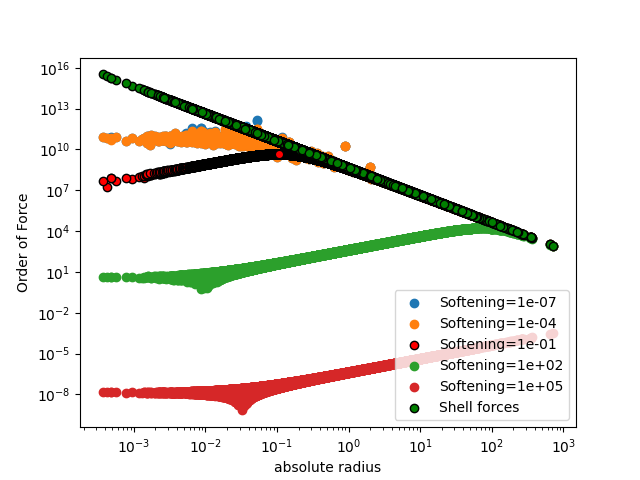 10^16
10^13
10^10
10^7
10^4
10^1
10^−2
10^−5
10^−8
Order of Force
Softening=1e-07
Softening=1e-04
Softening=1e-01
Softening=1e+02
Softening=1e+05
Shell forces
10^−3 10^−2 10^−1 10^0 10^1 10^2 10^3
absolute radius